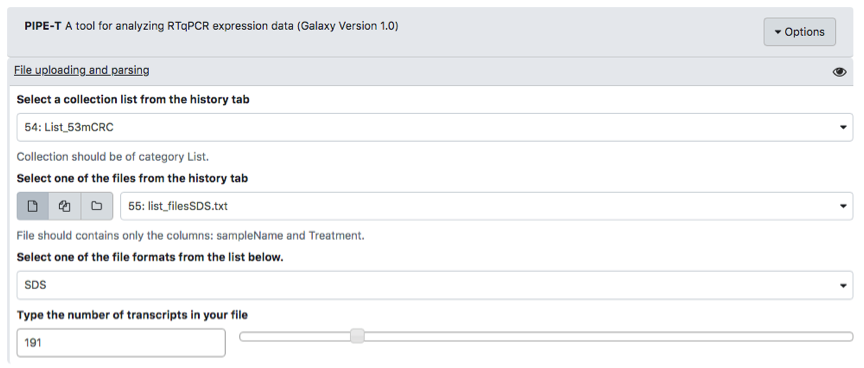 PIPE-T A tool for analyzing RTqPCR expression data (Galaxy Version 1.0)
Options
File uploading and parsing
Select a collection list from the history tab
54: List_53mCRC
Collection should be of category List.
Select one of the files from the history tab
55: list_filesSDS.txt
File should contains only the columns: sampleName and Treatment.
Select one of the file formats from the list below.
SDS
Type the number of transcripts in your file
191